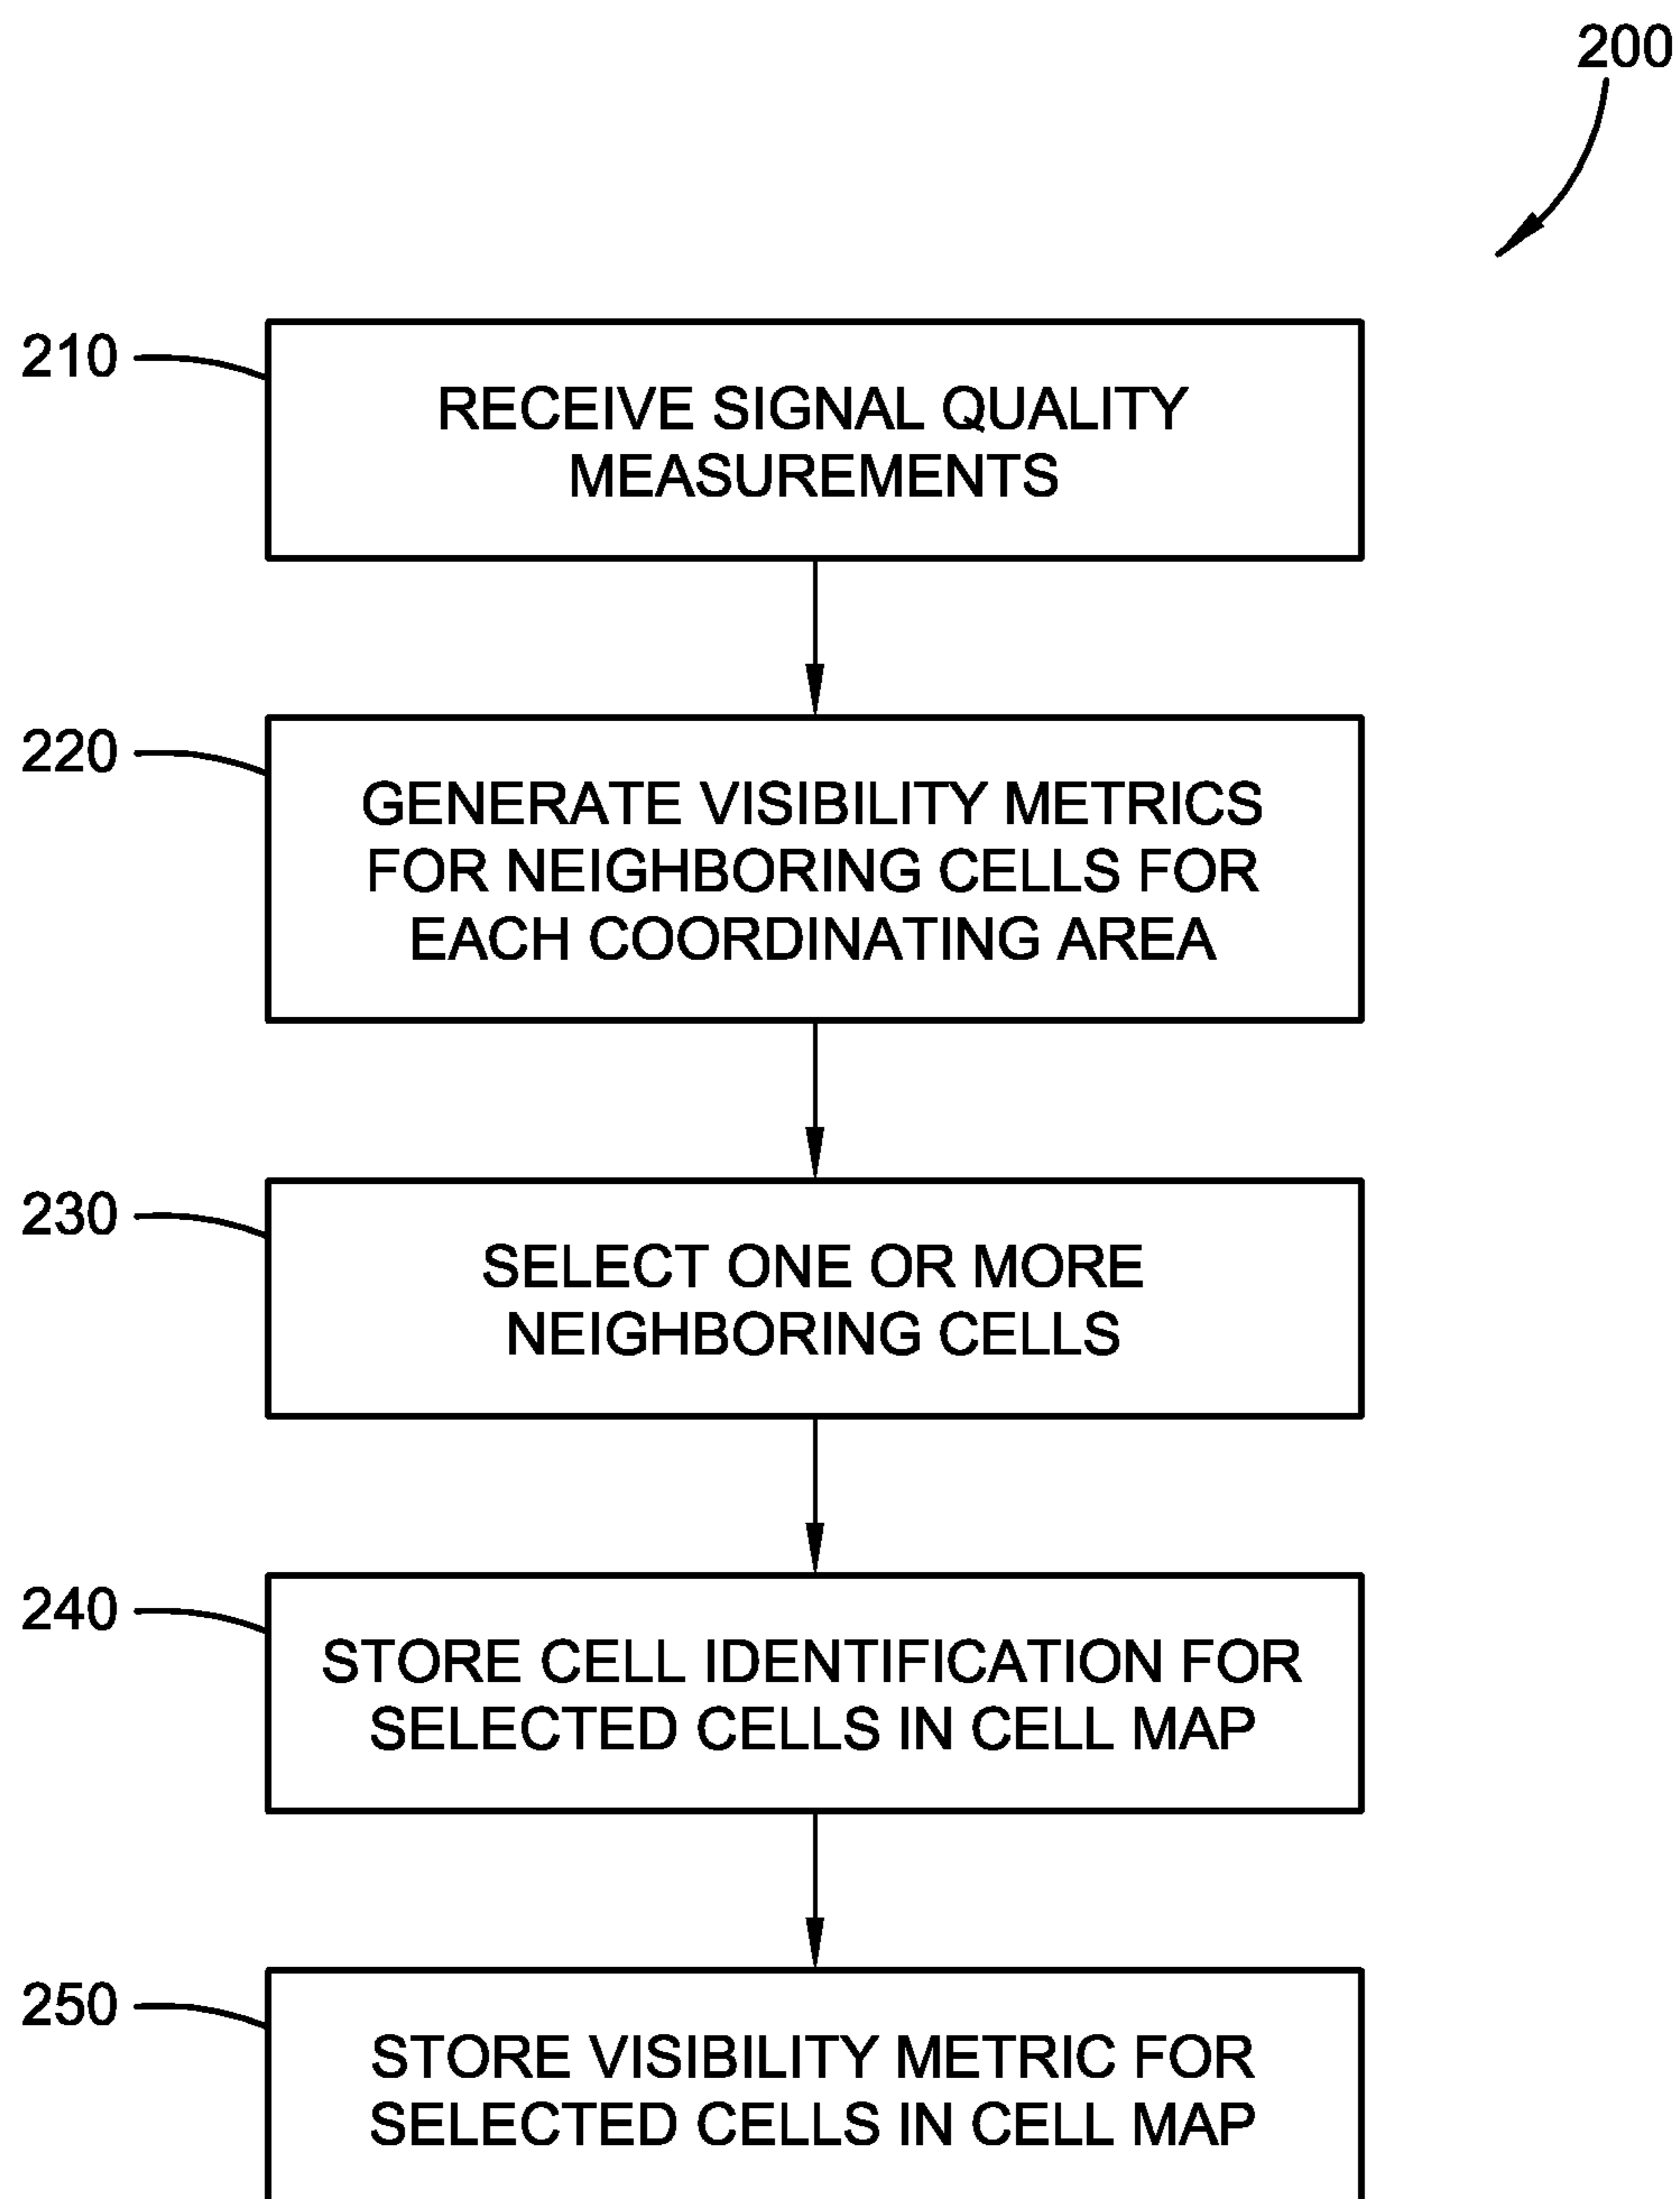 200
210
RECEIVE SIGNAL QUALITY
MEASUREMENTS
220
GENERATE VISIBILITY METRICS
FOR NEIGHBORING CELLS FOR
EACH COORDINATING AREA
230
SELECT ONE OR MORE
NEIGHBORING CELLS
240
STORE CELL IDENTIFICATION FOR
SELECTED CELLS IN CELL MAP
250
STORE VISIBILITY METRIC FOR
SELECTED CELLS IN CELL MAP